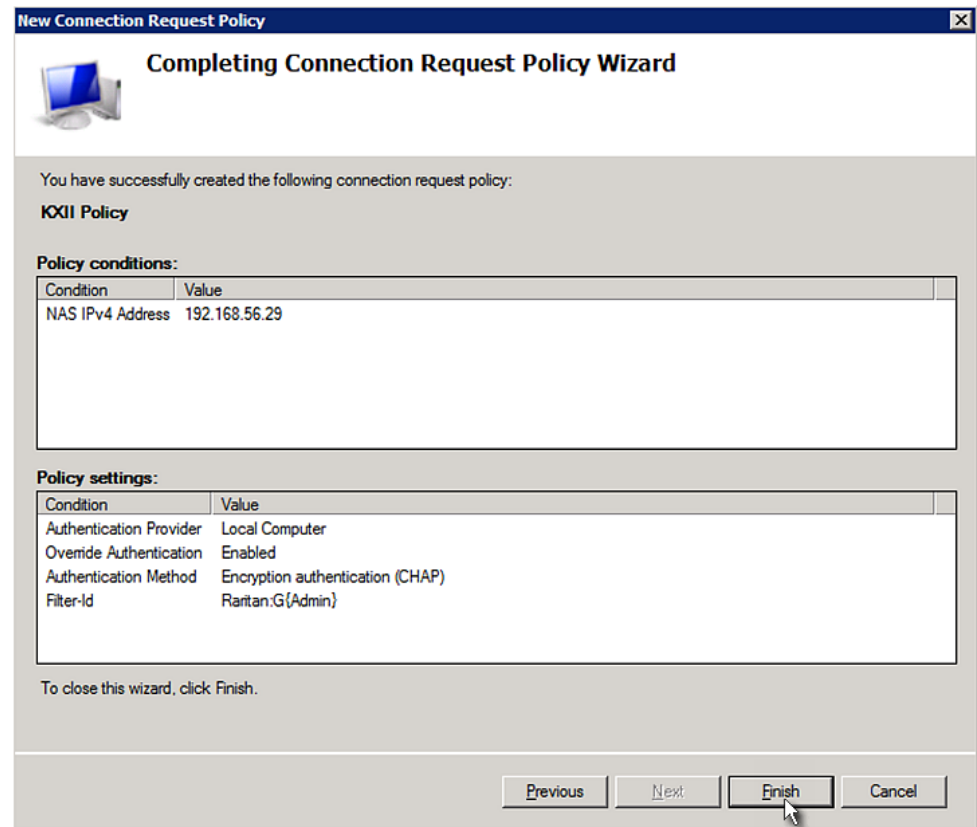 New Connection Request Policy
Completing Connection Request Policy Wizard
You have successfully created the following connection request policy:
KXII Policy
Policy conditions:
Condition Value
NAS IPv4 Address 192.168.56.29
Policy settings:
Condition Value
Authentication Provider Local Computer
Override Authentication Enabled
Authentication Method Encryption authentication (CHAP)
Filter-Id Raritan:G{Admin}
To close this wizard, click Finish.
Previous Next Finish Cancel